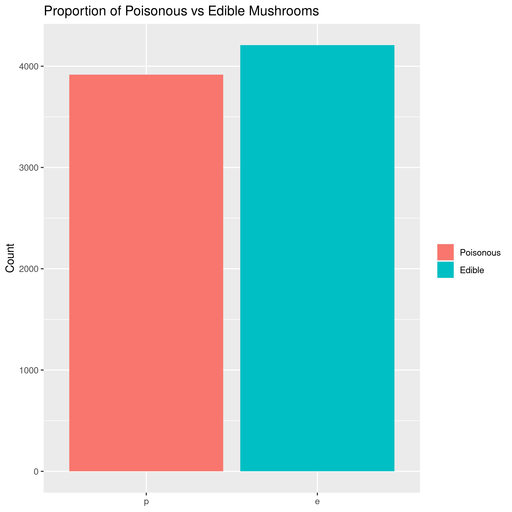 Proportion of Poisonous vs Edible Mushrooms
4000
3000
2000
1000
0
Count
p
e
Poisonous
Edible